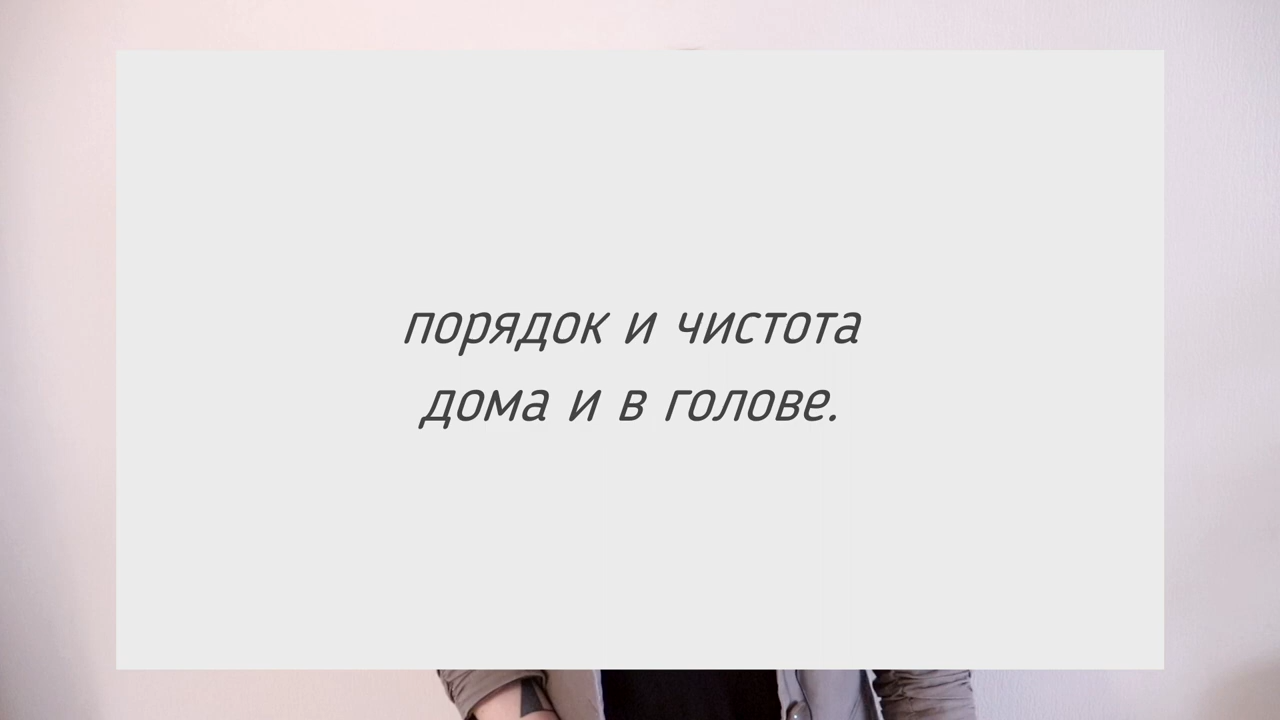 порядок и чистота
дома и в голове.